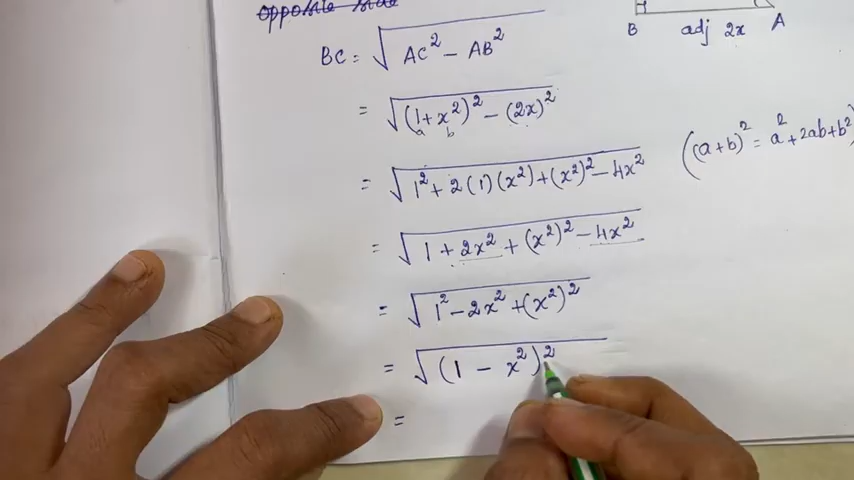 opposite side
B adj 2x A
BC = √(AC² - AB²)
= √((1+x²)² - (2x)²)
a b
((a+b)² = a² + 2ab + b²)
= √(1² + 2(1)(x²) + (x²)² - 4x²)
= √(1 + 2x² + (x²)² - 4x²)
= √(1² - 2x² + (x²)²)
= √((1 - x²)²)
=